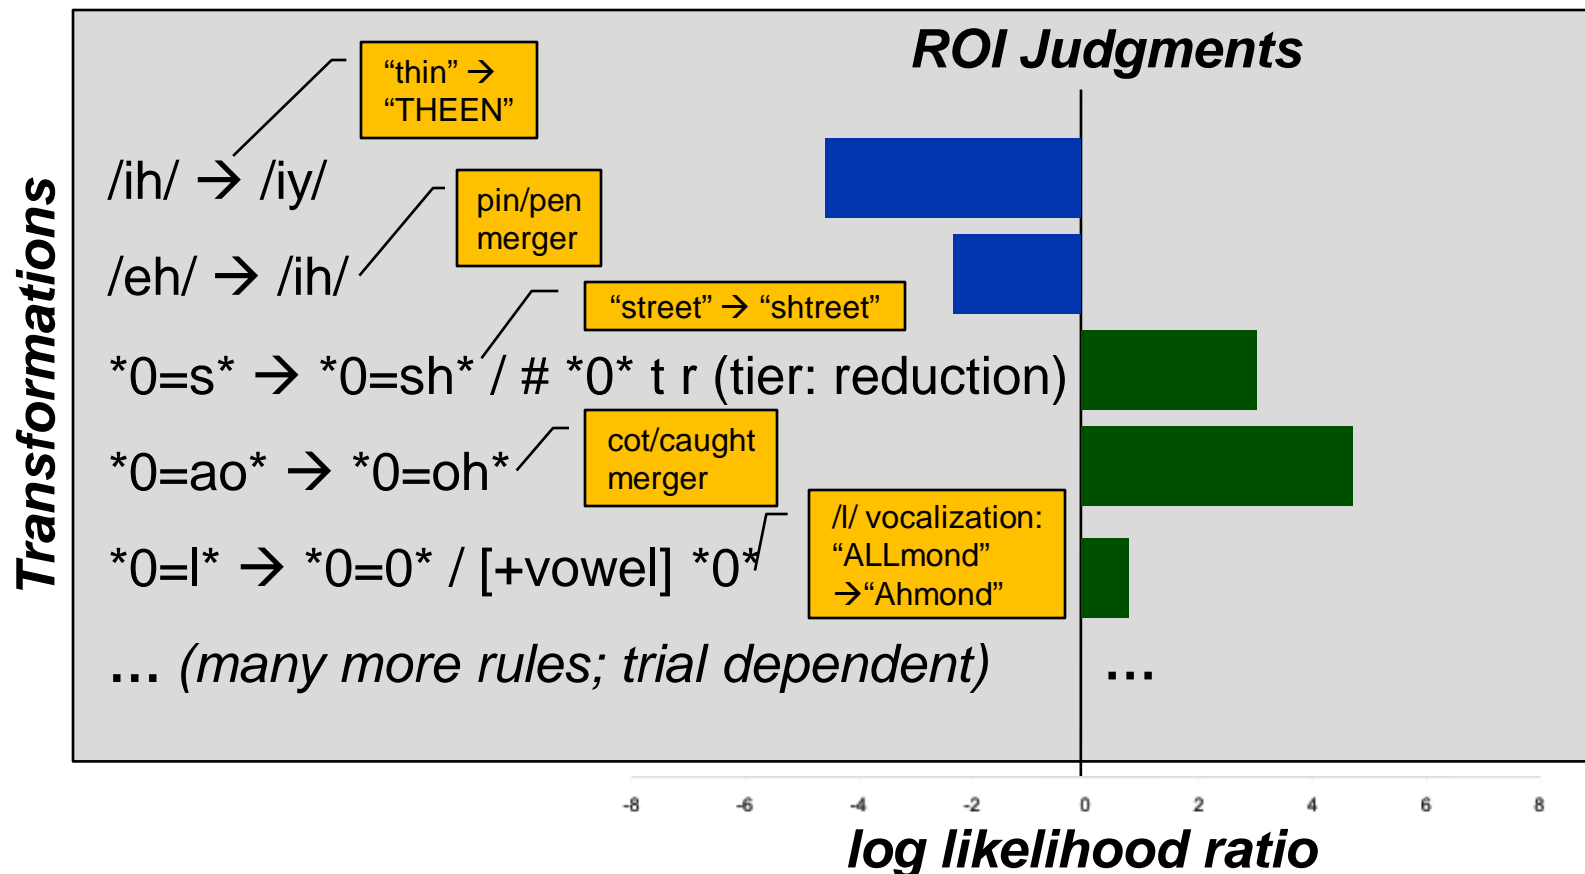 ROI Judgments
Transformations
“thin” →
“THEEN”
/ih/ → /iy/
pin/pen
merger
/eh/ → /ih/
“street” → “shtreet”
*0=s* → *0=sh* / # *0* t r (tier: reduction)
cot/caught
merger
*0=ao* → *0=oh*
/l/ vocalization:
“ALLmond”
→“Ahmond”
*0=l* → *0=0* / [+vowel] *0*
... (many more rules; trial dependent) ...
-8 -6 -4 -2 0 2 4 6 8
log likelihood ratio